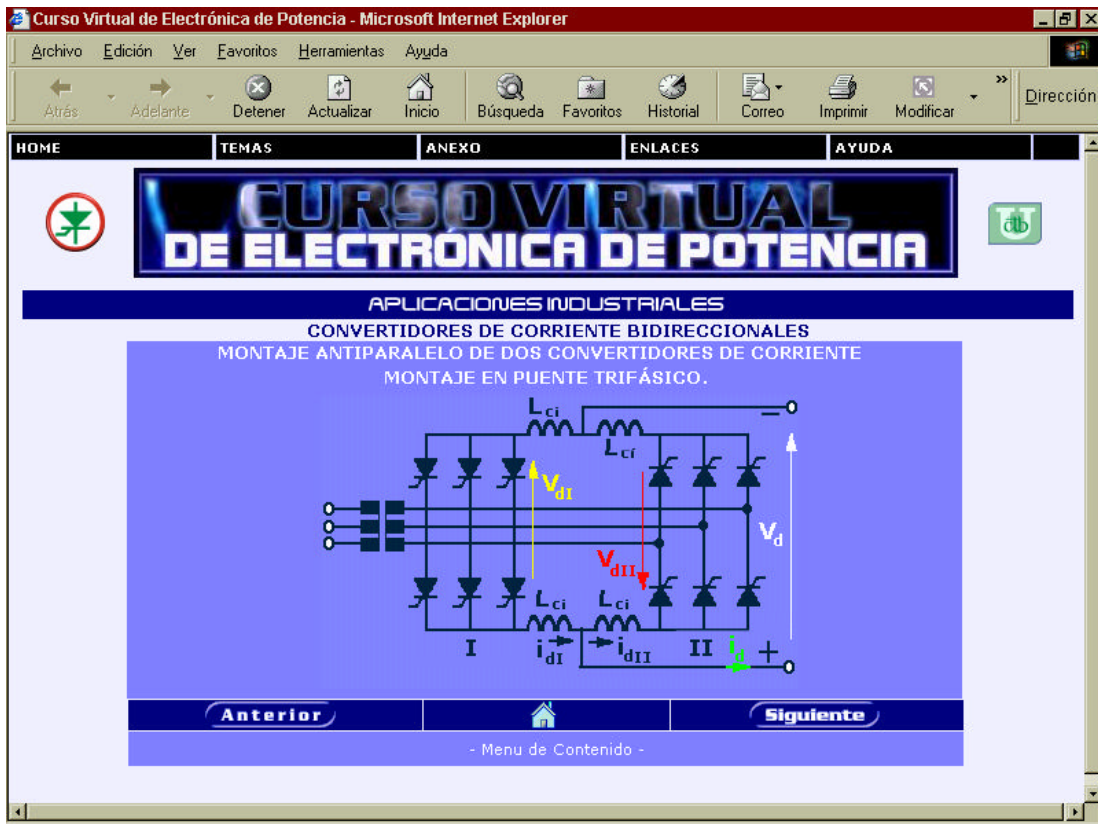 Curso Virtual de Electrónica de Potencia - Microsoft Internet Explorer
Archivo Edición Ver Favoritos Herramientas Ayuda
Atrás Adelante Detener Actualizar Inicio Búsqueda Favoritos Historial Correo Imprimir Modificar » Dirección
HOME TEMAS ANEXO ENLACES AYUDA
CURSO VIRTUAL
DE ELECTRÓNICA DE POTENCIA
APLICACIONES INDUSTRIALES
CONVERTIDORES DE CORRIENTE BIDIRECCIONALES
MONTAJE ANTIPARALELO DE DOS CONVERTIDORES DE CORRIENTE
MONTAJE EN PUENTE TRIFÁSICO.
Lci
−
Lcí
VdI
Vd
VdII
Lci Lci
I idI idII II id +
Anterior Siguiente
- Menu de Contenido -